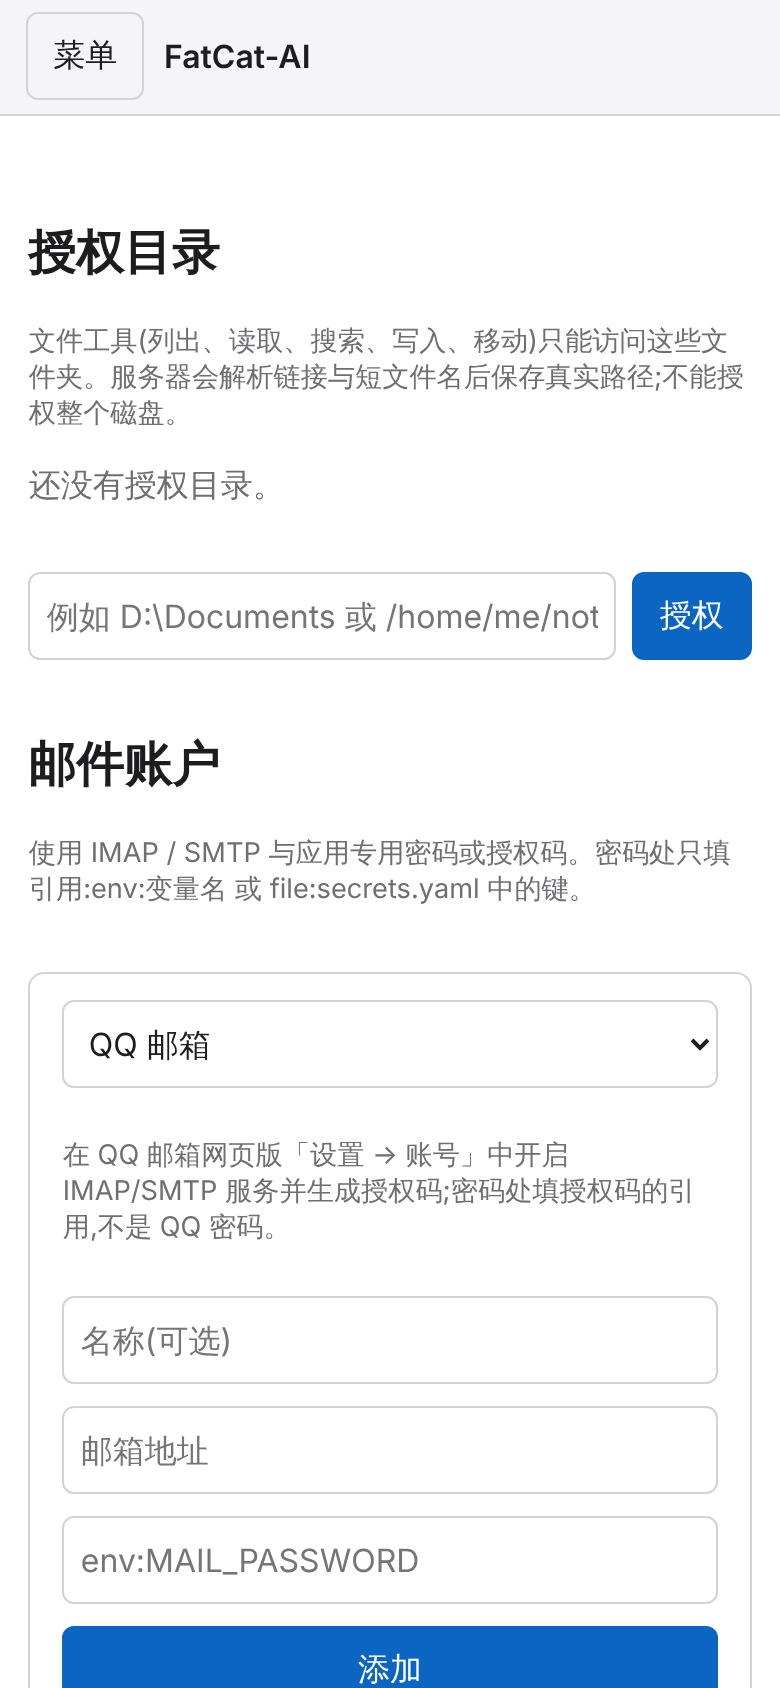 菜单 FatCat-AI
授权目录
文件工具(列出、读取、搜索、写入、移动)只能访问这些文
件夹。服务器会解析链接与短文件名后保存真实路径;不能授
权整个磁盘。
还没有授权目录。
例如 D:\Documents 或 /home/me/not 授权
邮件账户
使用 IMAP / SMTP 与应用专用密码或授权码。密码处只填
引用:env:变量名 或 file:secrets.yaml 中的键。
QQ 邮箱
在 QQ 邮箱网页版「设置 → 账号」中开启
IMAP/SMTP 服务并生成授权码;密码处填授权码的引
用,不是 QQ 密码。
名称(可选)
邮箱地址
env:MAIL_PASSWORD
添加